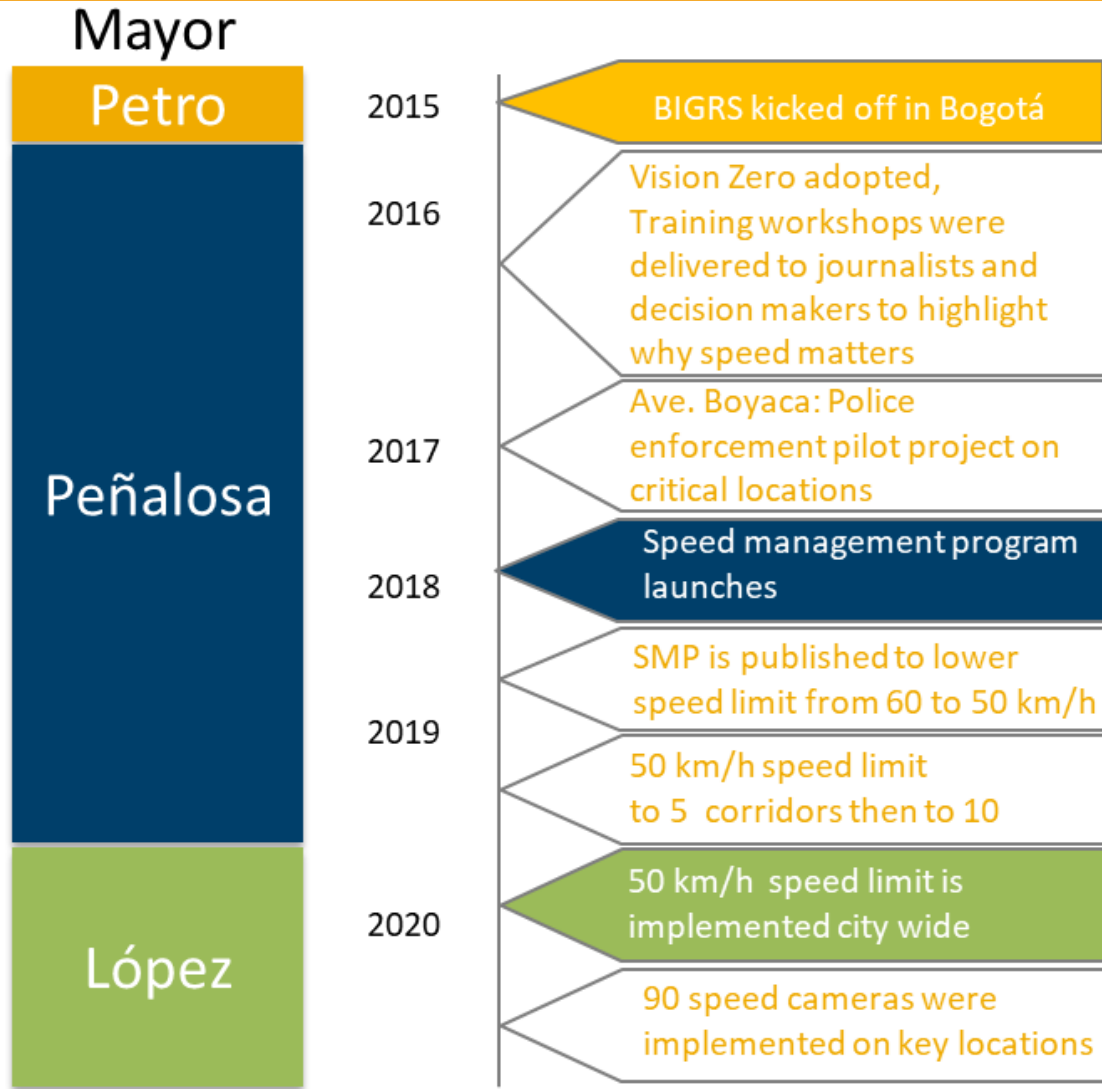 Mayor
Petro
2015
BIGRS kicked off in Bogotá
2016
Vision Zero adopted,
Training workshops were
delivered to journalists and
decision makers to highlight
why speed matters
Peñalosa
2017
Ave. Boyaca: Police
enforcement pilot project on
critical locations
2018
Speed management program
launches
SMP is published to lower
speed limit from 60 to 50 km/h
2019
50 km/h speed limit
to 5 corridors then to 10
López
2020
50 km/h speed limit is
implemented city wide
90 speed cameras were
implemented on key locations